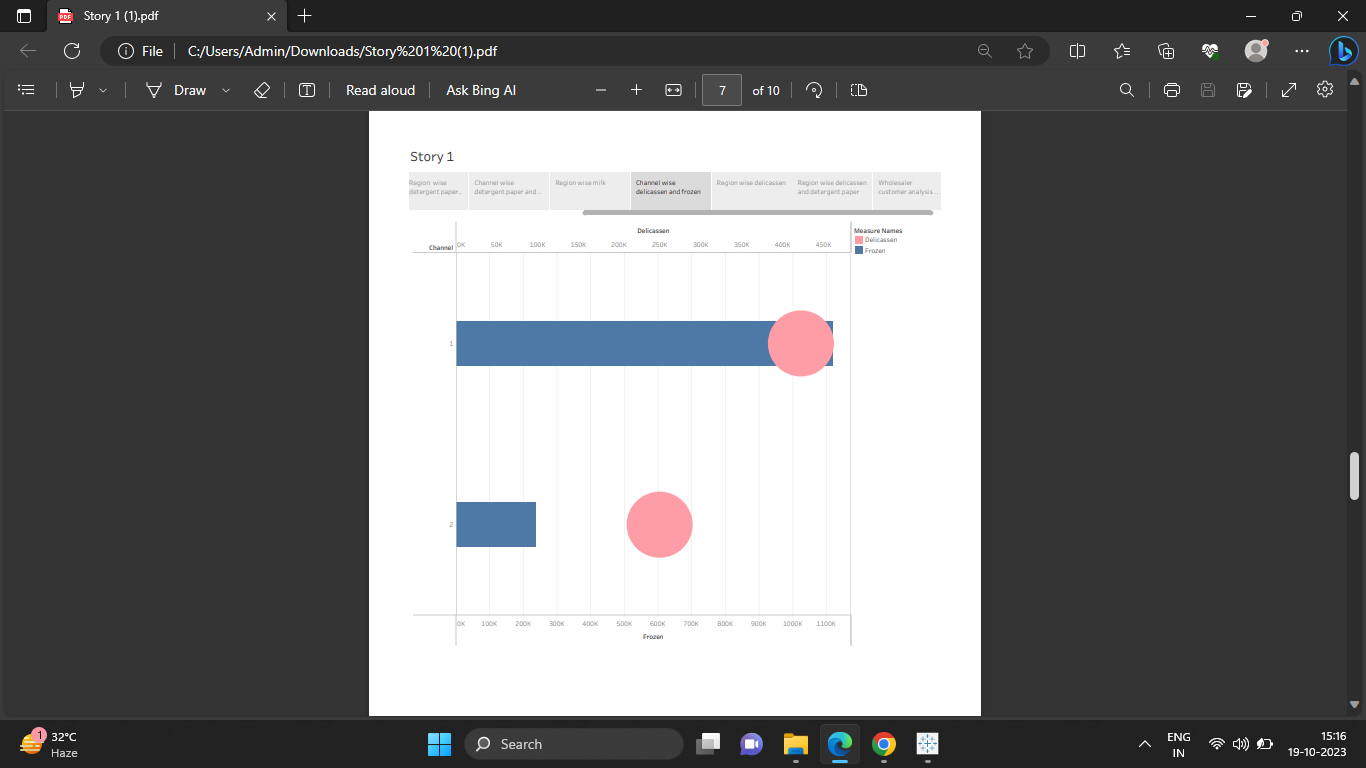 Story 1 (1).pdf
File
C:/Users/Admin/Downloads/Story%201%20(1).pdf
Draw
Read aloud
Ask Bing AI
7
of 10
Story 1
Region wise
detergent paper..
Channel wise
detergent paper and ..
Region wise milk
Channel wise
delicassen and frozen
Region wise delicassen
Region wise delicassen
and detergent paper
Wholesaler
customer analysis ..
Delicassen
Channel
0K 50K 100K 150K 200K 250K 300K 350K 400K 450K
Measure Names
Delicassen
Frozen
1
2
0K 100K 200K 300K 400K 500K 600K 700K 800K 900K 1000K 1100K
Frozen
1
32°C
Haze
Search
ENG
IN
15:16
19-10-2023